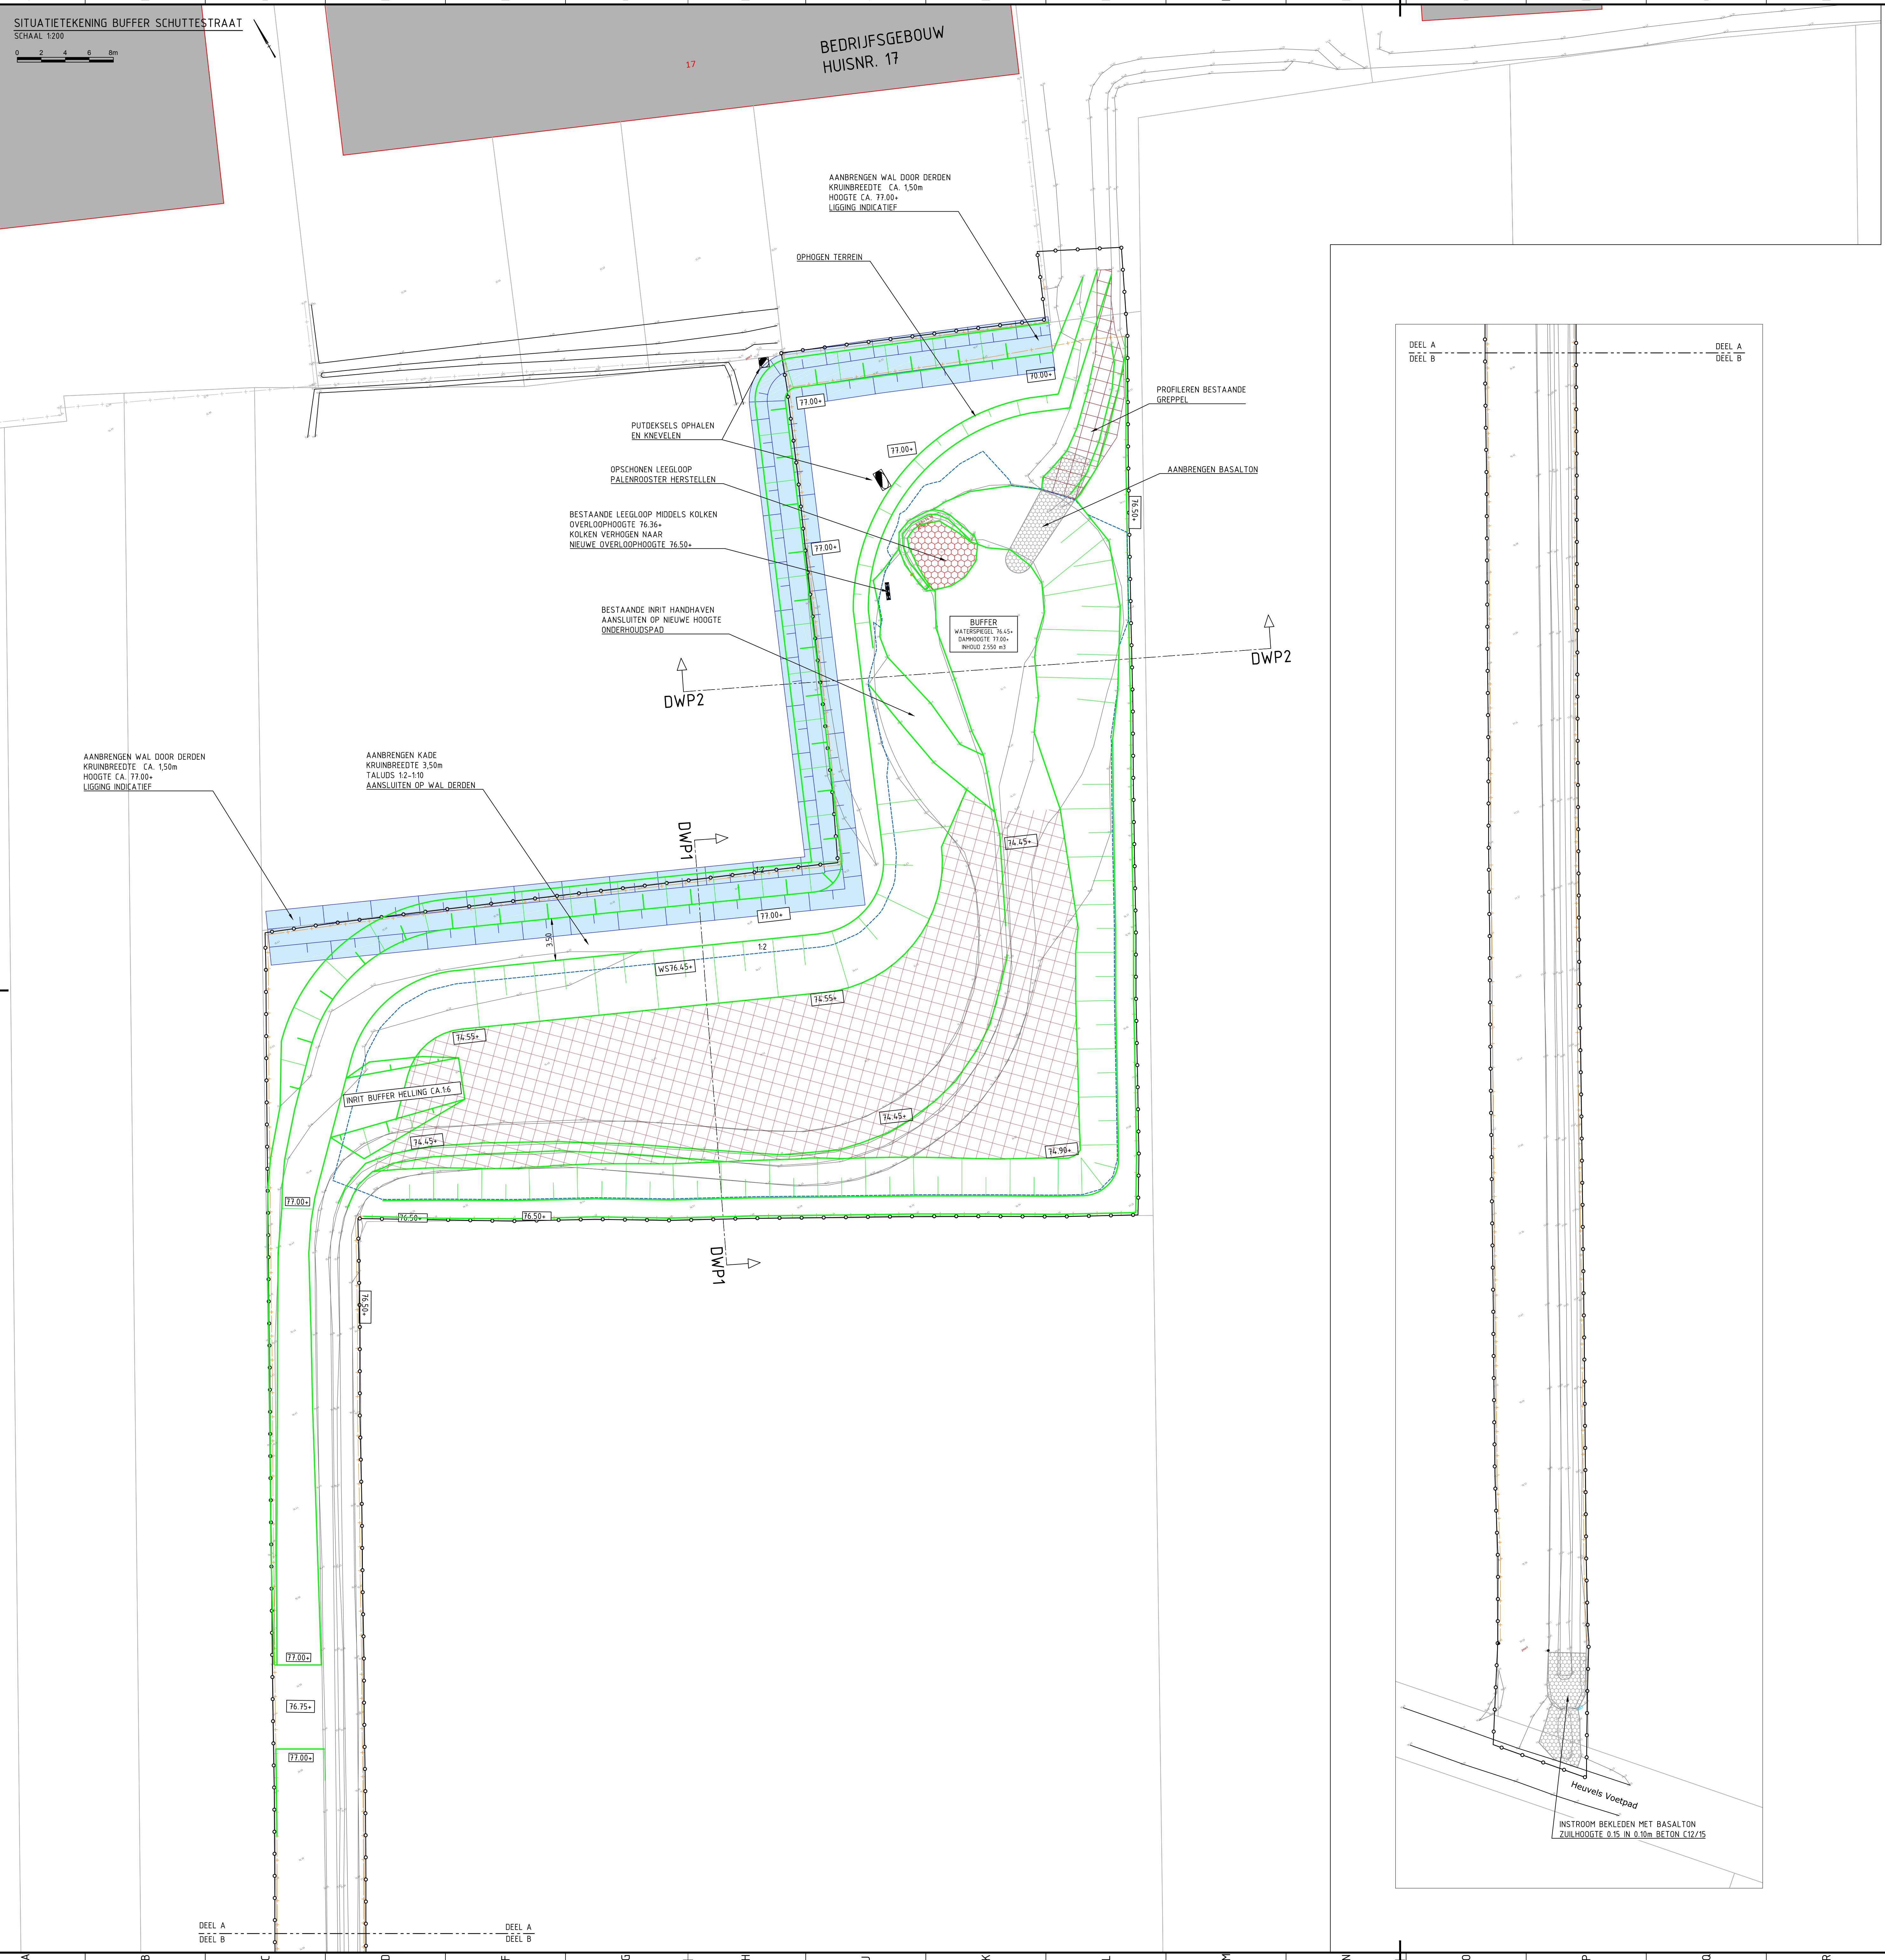 SITUATIETEKENING BUFFER SCHUTTESTRAAT
SCHAAL 1:200
0 2 4 6 8m
BEDRIJFSGEBOUW
HUISNR. 17
17
AANBRENGEN WAL DOOR DERDEN
KRUINBREEDTE CA. 1,50m
HOOGTE CA. 77.00+
LIGGING INDICATIEF
OPHOGEN TERREIN
DEEL A
DEEL B
DEEL A
DEEL B
70.00+
77.00+
PROFILEREN BESTAANDE
GREPPEL
PUTDEKSELS OPHALEN
EN KNEVELEN
77.00+
OPSCHONEN LEEGLOOP
PALENROOSTER HERSTELLEN
AANBRENGEN BASALTON
76.50+
BESTAANDE LEEGLOOP MIDDELS KOLKEN
OVERLOOPHOOGTE 76.36+
KOLKEN VERHOGEN NAAR
NIEUWE OVERLOOPHOOGTE 76.50+
77.00+
BESTAANDE INRIT HANDHAVEN
AANSLUITEN OP NIEUWE HOOGTE
ONDERHOUDSPAD
BUFFER
WATERSPIEGEL 76.45+
DAMHOOGTE 77.00+
INHOUD 2.550 m3
DWP2
DWP2
AANBRENGEN WAL DOOR DERDEN
KRUINBREEDTE CA. 1,50m
HOOGTE CA. 77.00+
LIGGING INDICATIEF
AANBRENGEN KADE
KRUINBREEDTE 3,50m
TALUDS 1:2-1:10
AANSLUITEN OP WAL DERDEN
DWP1
74.45+
1:2
77.00+
3.50
1:2
WS76.45+
74.55+
74.55+
INRIT BUFFER HELLING CA.1:6
74.45+
74.45+
74.90+
77.00+
76.50+
76.50+
DWP1
76.50+
77.00+
76.75+
77.00+
Heuvels Voetpad
INSTROOM BEKLEDEN MET BASALTON
ZUILHOOGTE 0.15 IN 0.10m BETON C12/15
DEEL A
DEEL B
DEEL A
DEEL B
A B C D F G H J K L M N O P Q R